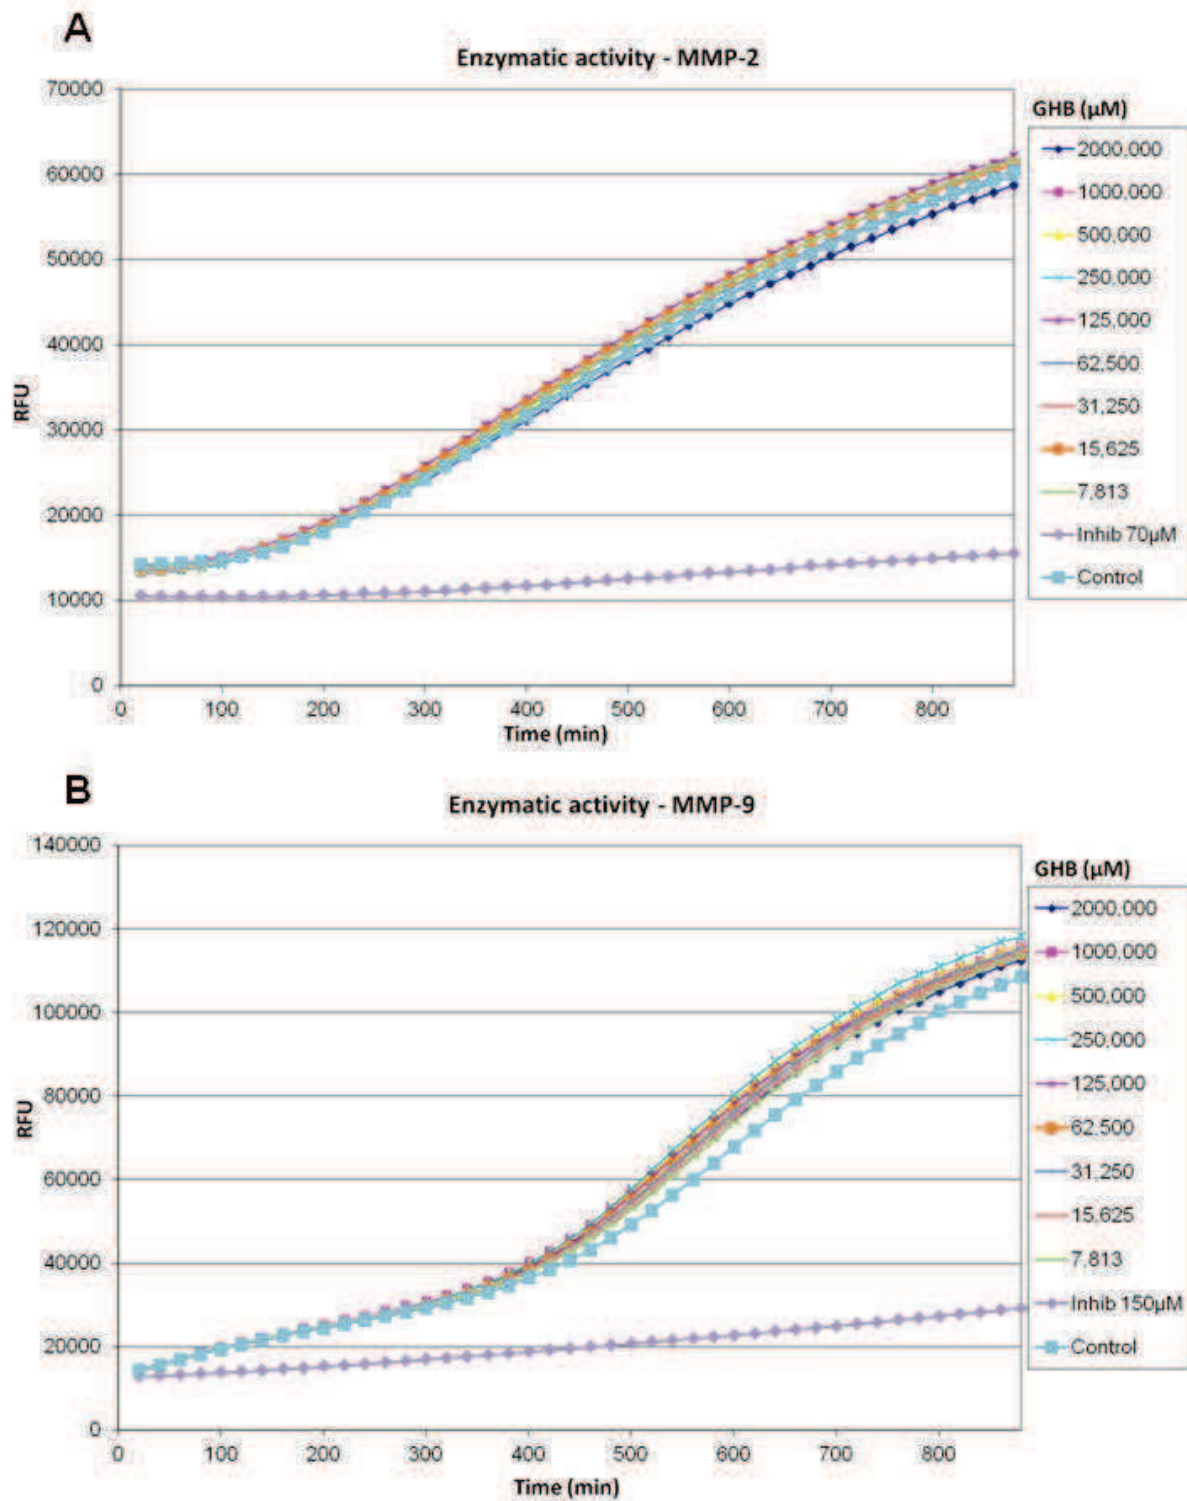 A
Enzymatic activity - MMP-2
70000
60000
50000
40000
30000
20000
10000
0
RFU
0 100 200 300 400 500 600 700 800
Time (min)
GHB (µM)
2000,000
1000,000
500,000
250,000
125,000
62,500
31,250
15,625
7,813
Inhib 70µM
Control
B
Enzymatic activity - MMP-9
140000
120000
100000
80000
60000
40000
20000
0
RFU
0 100 200 300 400 500 600 700 800
Time (min)
GHB (µM)
2000,000
1000,000
500,000
250,000
125,000
62,500
31,250
15,625
7,813
Inhib 150µM
Control